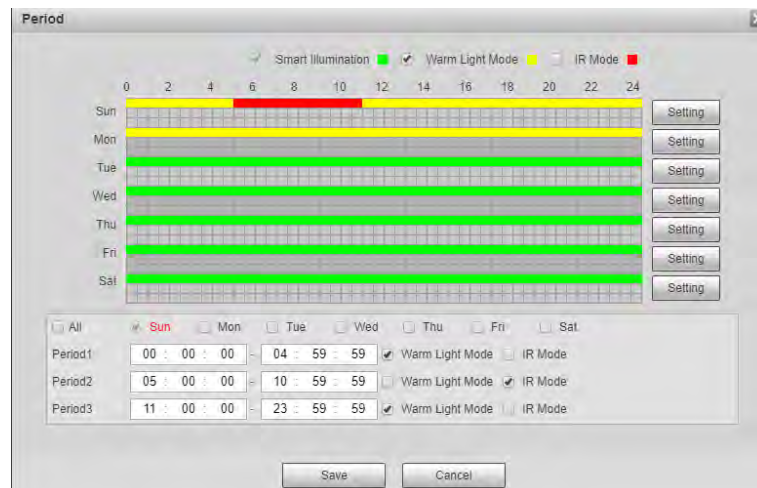 Period
Smart Illumination Warm Light Mode IR Mode
0 2 4 6 8 10 12 14 16 18 20 22 24
Sun Setting
Mon Setting
Tue Setting
Wed Setting
Thu Setting
Fri Setting
Sat Setting
All Sun Mon Tue Wed Thu Fri Sat
Period1 00 : 00 : 00 - 04 : 59 : 59 Warm Light Mode IR Mode
Period2 05 : 00 : 00 - 10 : 59 : 59 Warm Light Mode IR Mode
Period3 11 : 00 : 00 - 23 : 59 : 59 Warm Light Mode IR Mode
Save Cancel